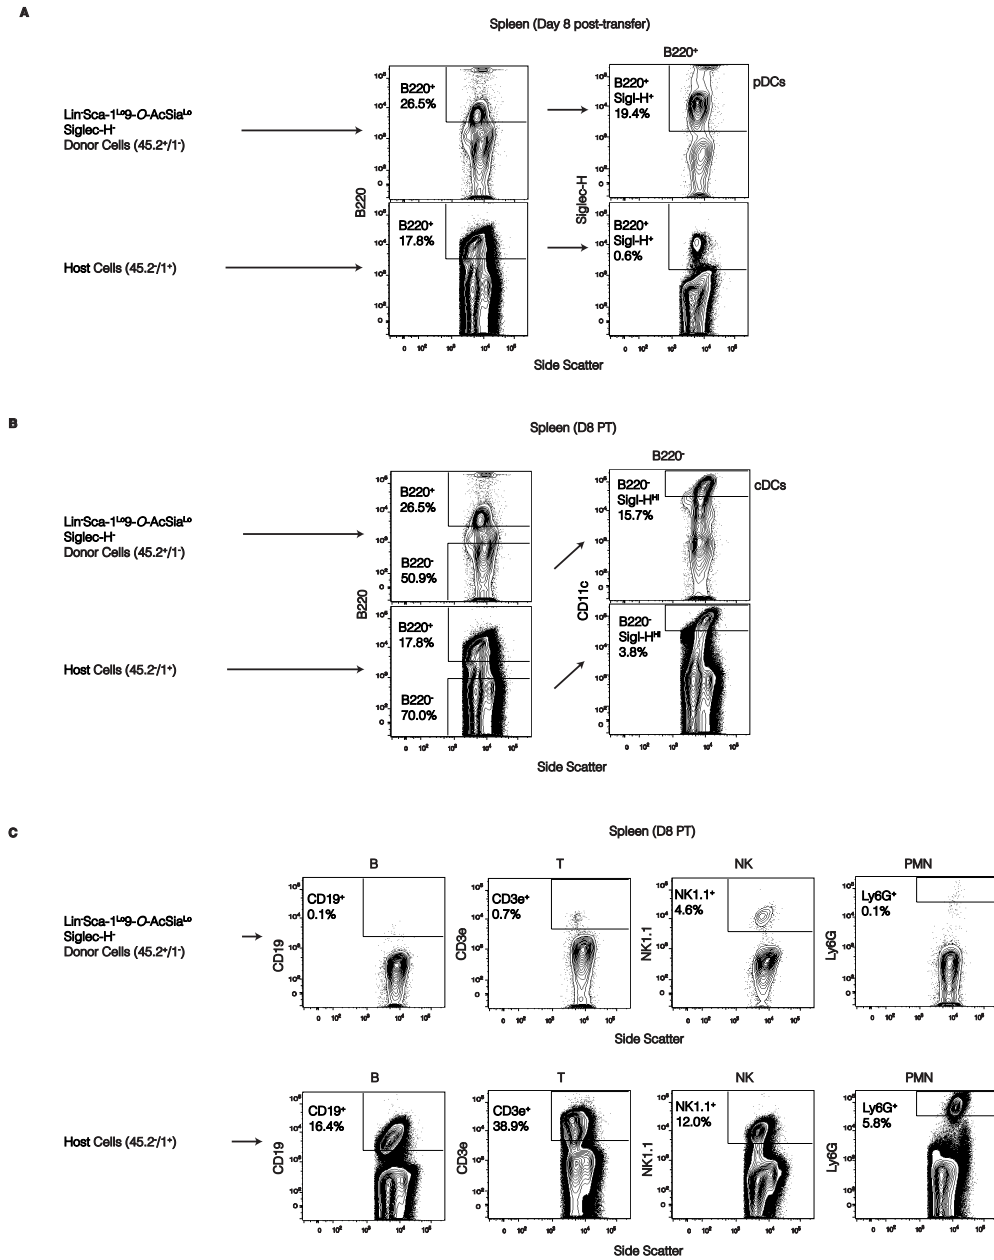 A
Spleen (Day 8 post-transfer)
B220⁺
Lin⁻Sca-1ᴸᵒ9-O-AcSiaᴸᵒ
Siglec-H⁻
Donor Cells (45.2⁺/1⁻)
B220⁺
26.5%
B220⁺
Sigl-H⁺
19.4%
pDCs
B220
Siglec-H
Host Cells (45.2⁻/1⁺)
B220⁺
17.8%
B220⁺
Sigl-H⁺
0.6%
Side Scatter
B
Spleen (D8 PT)
B220⁻
Lin⁻Sca-1ᴸᵒ9-O-AcSiaᴸᵒ
Siglec-H⁻
Donor Cells (45.2⁺/1⁻)
B220⁺
26.5%
B220⁻
50.9%
B220⁻
Sigl-Hᴴᴵ
15.7%
cDCs
B220
CD11c
Host Cells (45.2⁻/1⁺)
B220⁺
17.8%
B220⁻
70.0%
B220⁻
Sigl-Hᴴᴵ
3.8%
Side Scatter
C
Spleen (D8 PT)
B T NK PMN
Lin⁻Sca-1ᴸᵒ9-O-AcSiaᴸᵒ
Siglec-H⁻
Donor Cells (45.2⁺/1⁻)
CD19
CD19⁺
0.1%
CD3e
CD3e⁺
0.7%
NK1.1
NK1.1⁺
4.6%
Ly6G
Ly6G⁺
0.1%
Side Scatter
B T NK PMN
Host Cells (45.2⁻/1⁺)
CD19
CD19⁺
16.4%
CD3e
CD3e⁺
38.9%
NK1.1
NK1.1⁺
12.0%
Ly6G
Ly6G⁺
5.8%
Side Scatter